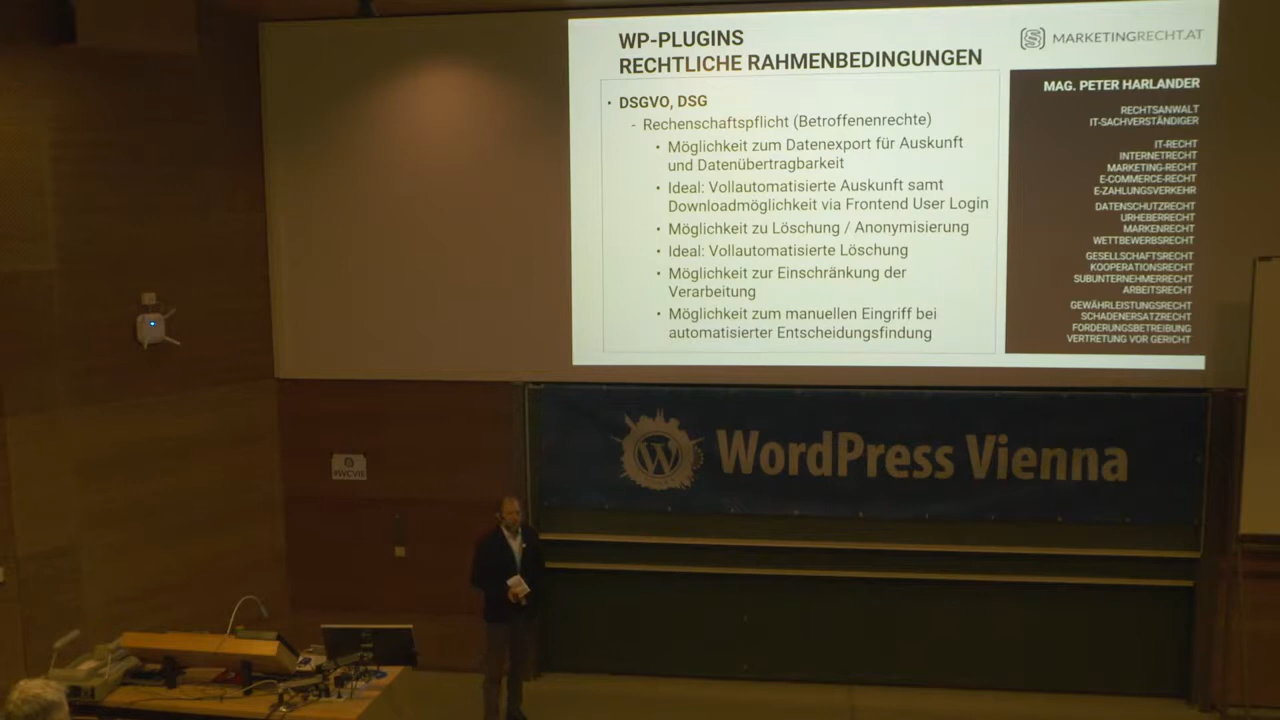 WP-PLUGINS
RECHTLICHE RAHMENBEDINGUNGEN
MARKETINGRECHT.AT
• DSGVO, DSG
- Rechenschaftspflicht (Betroffenenrechte)
• Möglichkeit zum Datenexport für Auskunft
und Datenübertragbarkeit
• Ideal: Vollautomatisierte Auskunft samt
Downloadmöglichkeit via Frontend User Login
• Möglichkeit zu Löschung / Anonymisierung
• Ideal: Vollautomatisierte Löschung
• Möglichkeit zur Einschränkung der
Verarbeitung
• Möglichkeit zum manuellen Eingriff bei
automatisierter Entscheidungsfindung
MAG. PETER HARLANDER
RECHTSANWALT
IT-SACHVERSTÄNDIGER
IT-RECHT
INTERNETRECHT
MARKETING-RECHT
E-COMMERCE-RECHT
E-ZAHLUNGSVERKEHR
DATENSCHUTZRECHT
URHEBERRECHT
MARKENRECHT
WETTBEWERBSRECHT
GESELLSCHAFTSRECHT
KOOPERATIONSRECHT
SUBUNTERNEHMERRECHT
ARBEITSRECHT
GEWÄHRLEISTUNGSRECHT
SCHADENERSATZRECHT
FORDERUNGSBETREIBUNG
VERTRETUNG VOR GERICHT
WordPress Vienna
#WCVIE